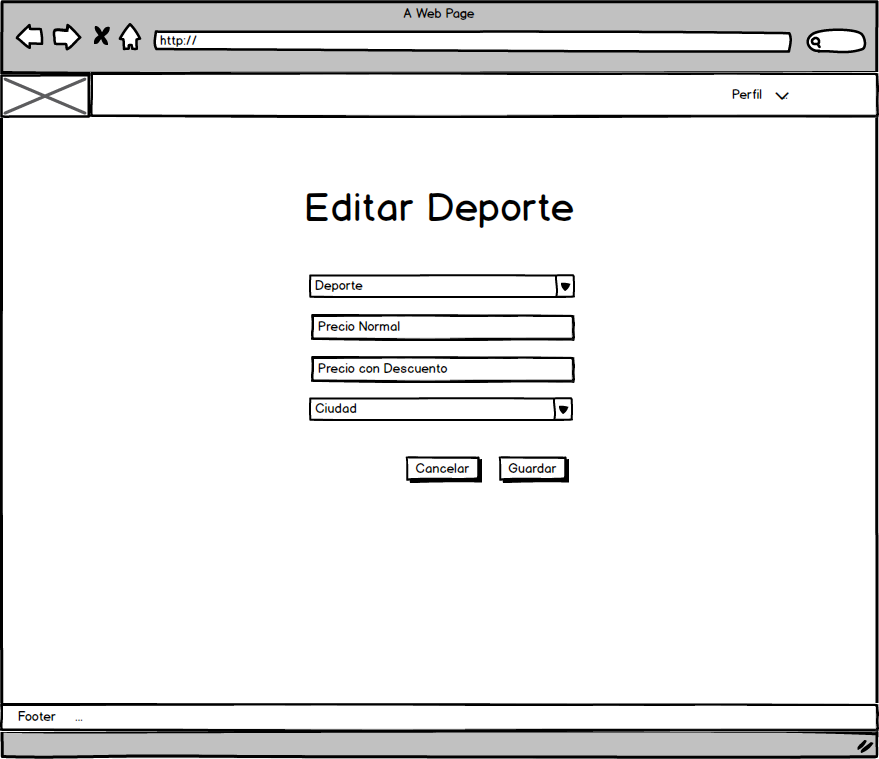 A Web Page
http://
Perfil
Editar Deporte
Deporte
Precio Normal
Precio con Descuento
Ciudad
Cancelar Guardar
Footer ...